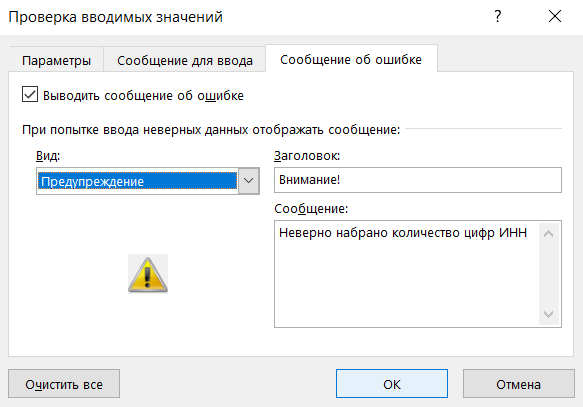 Проверка вводимых значений
?
Параметры
Сообщение для ввода
Сообщение об ошибке
Выводить сообщение об ошибке
При попытке ввода неверных данных отображать сообщение:
Вид:
Заголовок:
Предупреждение
Внимание!
Сообщение:
Неверно набрано количество цифр ИНН
Очистить все
ОК
Отмена